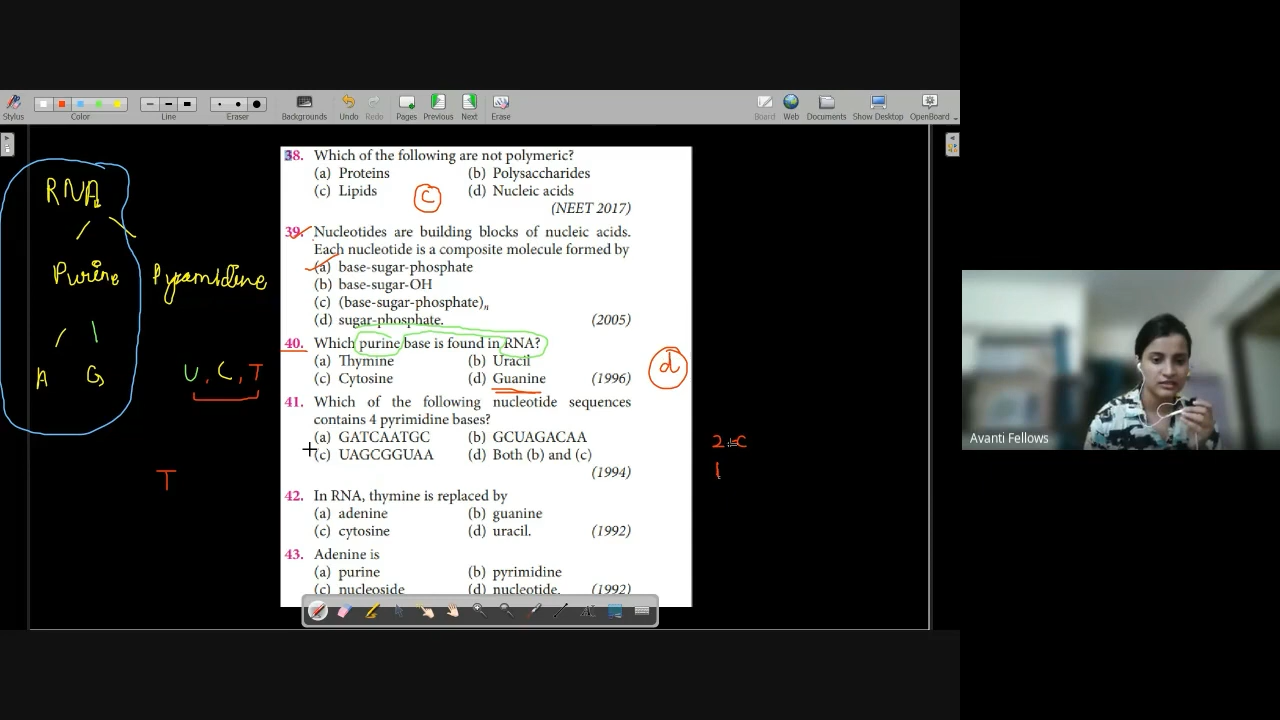 Stylus
Color
Line
Eraser
Backgrounds
Undo
Redo
Pages
Previous
Next
Erase
Board
Web
Documents
Show Desktop
OpenBoard
38. Which of the following are not polymeric?
(a) Proteins (b) Polysaccharides
(c) Lipids (d) Nucleic acids
(NEET 2017)
C
39. Nucleotides are building blocks of nucleic acids.
Each nucleotide is a composite molecule formed by
(a) base-sugar-phosphate
(b) base-sugar-OH
(c) (base-sugar-phosphate)n
(d) sugar-phosphate. (2005)
40. Which purine base is found in RNA?
(a) Thymine (b) Uracil
(c) Cytosine (d) Guanine (1996)
d
41. Which of the following nucleotide sequences
contains 4 pyrimidine bases?
(a) GATCAATGC (b) GCUAGACAA
(c) UAGCGGUAA (d) Both (b) and (c)
(1994)
42. In RNA, thymine is replaced by
(a) adenine (b) guanine
(c) cytosine (d) uracil. (1992)
43. Adenine is
(a) purine (b) pyrimidine
(c) nucleoside (d) nucleotide. (1992)
RNA
Purine Pyramidine
A G U, C, T
T
Avanti Fellows